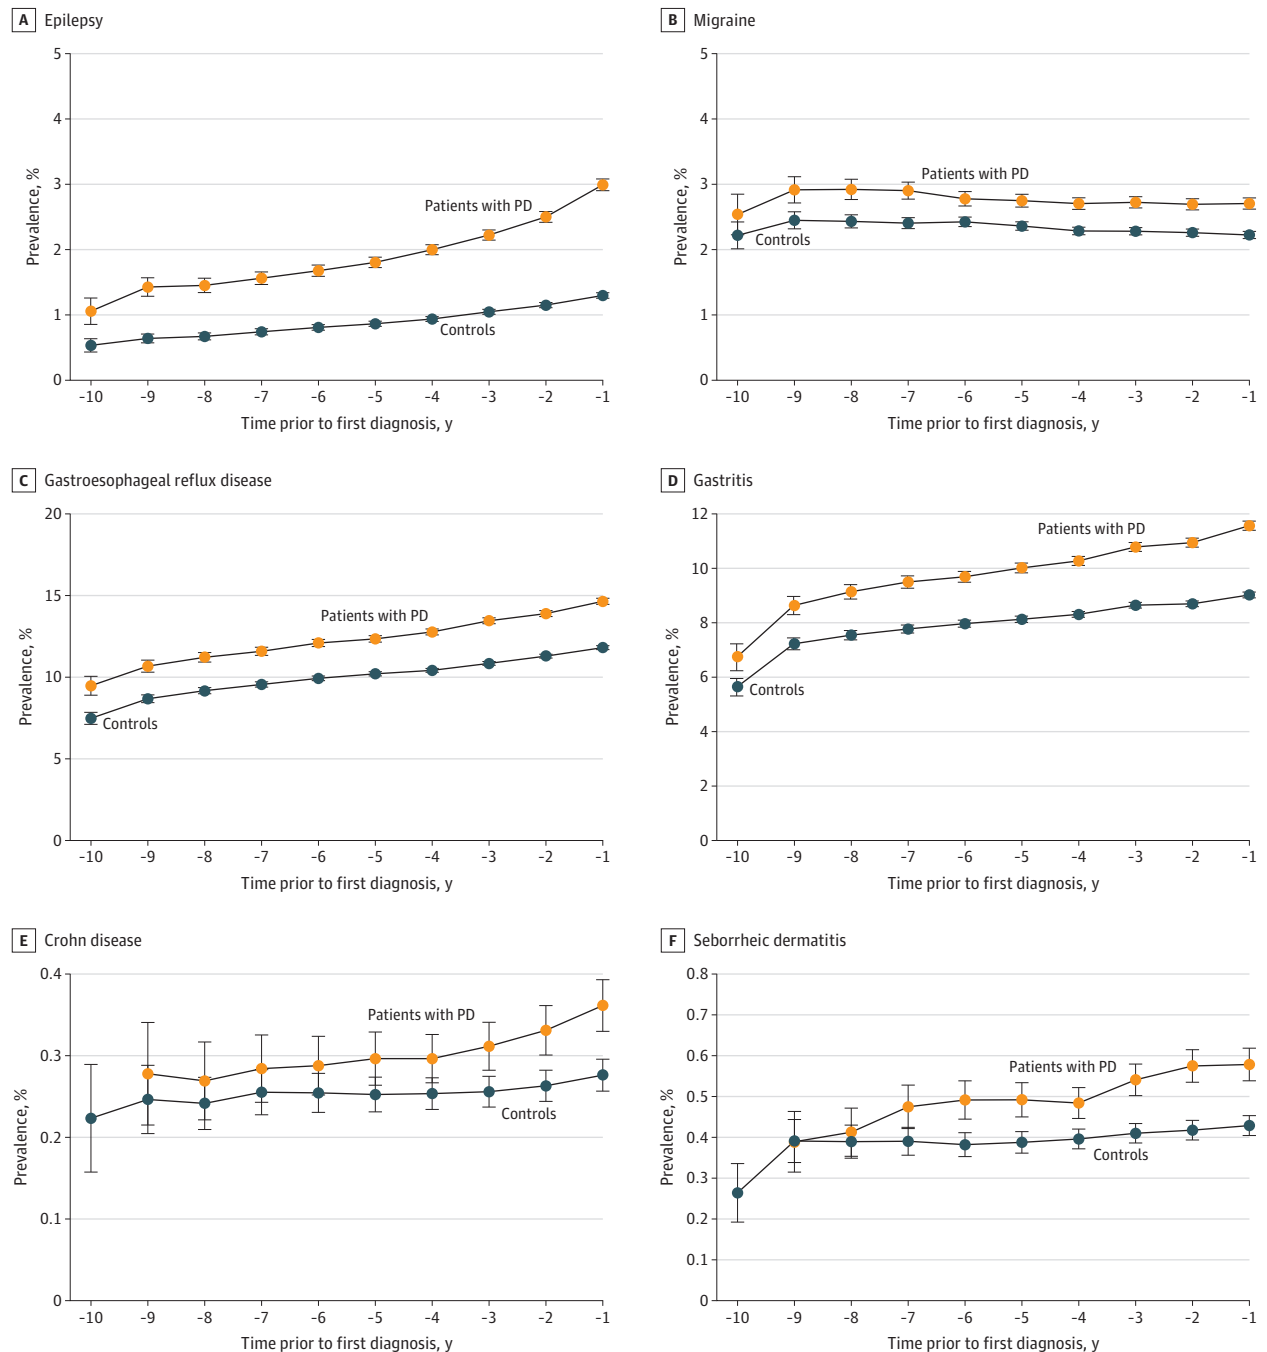 A Epilepsy
5
4
3
2
1
0
Prevalence, %
Patients with PD
Controls
-10 -9 -8 -7 -6 -5 -4 -3 -2 -1
Time prior to first diagnosis, y
B Migraine
5
4
3
2
1
0
Prevalence, %
Patients with PD
Controls
-10 -9 -8 -7 -6 -5 -4 -3 -2 -1
Time prior to first diagnosis, y
C Gastroesophageal reflux disease
20
15
10
5
0
Prevalence, %
Patients with PD
Controls
-10 -9 -8 -7 -6 -5 -4 -3 -2 -1
Time prior to first diagnosis, y
D Gastritis
12
10
8
6
4
2
0
Prevalence, %
Patients with PD
Controls
-10 -9 -8 -7 -6 -5 -4 -3 -2 -1
Time prior to first diagnosis, y
E Crohn disease
0.4
0.3
0.2
0.1
0
Prevalence, %
Patients with PD
Controls
-10 -9 -8 -7 -6 -5 -4 -3 -2 -1
Time prior to first diagnosis, y
F Seborrheic dermatitis
0.8
0.7
0.6
0.5
0.4
0.3
0.2
0.1
0
Prevalence, %
Patients with PD
Controls
-10 -9 -8 -7 -6 -5 -4 -3 -2 -1
Time prior to first diagnosis, y